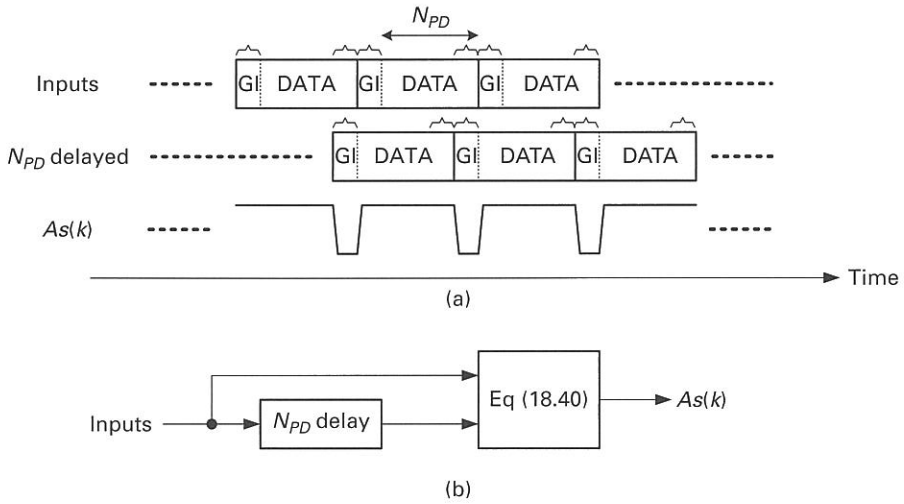 N_PD
Inputs GI DATA GI DATA GI DATA
N_PD delayed GI DATA GI DATA GI DATA
As(k)
Time
(a)
Inputs N_PD delay Eq (18.40) As(k)
(b)